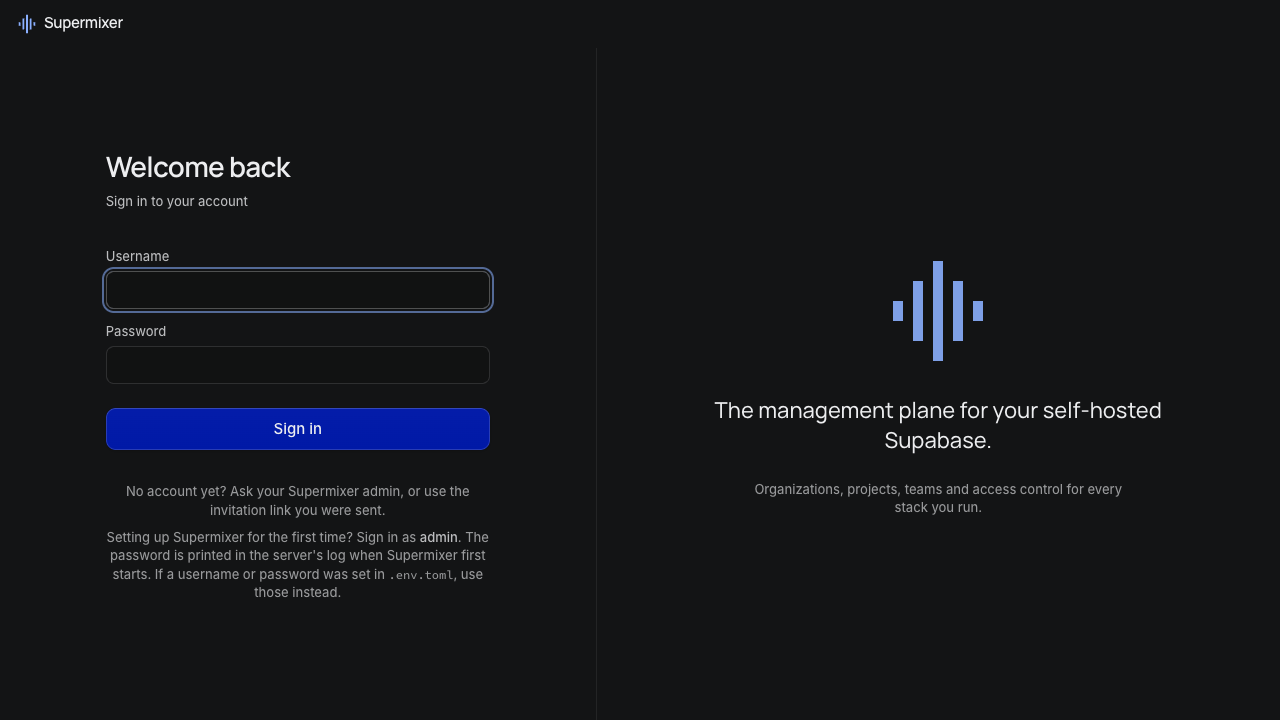 Supermixer
Welcome back
Sign in to your account
Username
Password
Sign in
No account yet? Ask your Supermixer admin, or use the
invitation link you were sent.
Setting up Supermixer for the first time? Sign in as admin. The
password is printed in the server's log when Supermixer first
starts. If a username or password was set in .env.toml, use
those instead.
The management plane for your self-hosted
Supabase.
Organizations, projects, teams and access control for every
stack you run.